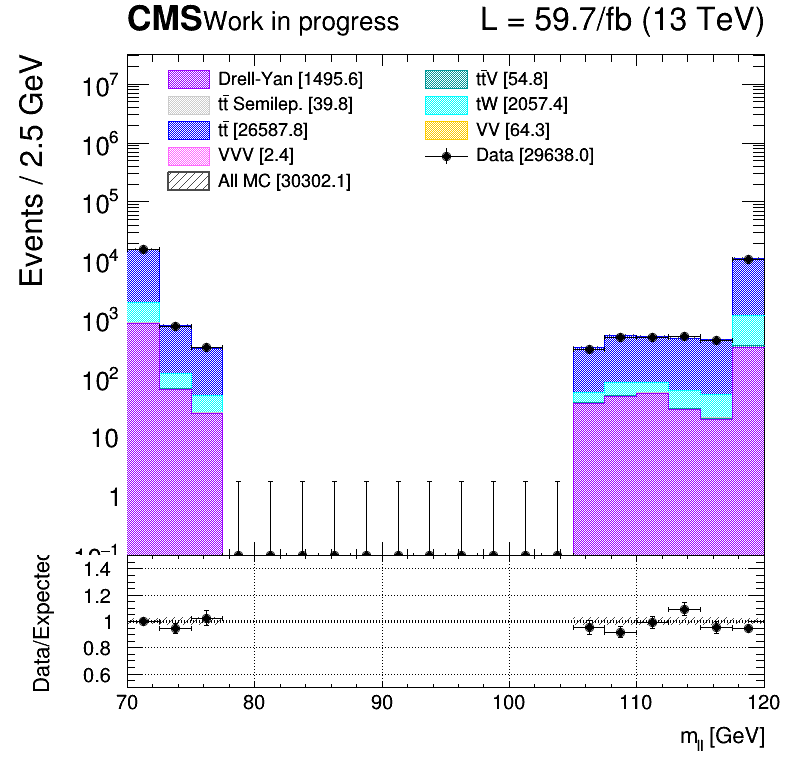 CMS Work in progress L = 59.7/fb (13 TeV)
Events / 2.5 GeV
10⁷
10⁶
10⁵
10⁴
10³
10²
10
1
10⁻¹
Drell-Yan [1495.6]
tt̄ Semilep. [39.8]
tt̄ [26587.8]
VVV [2.4]
All MC [30302.1]
tt̄V [54.8]
tW [2057.4]
VV [64.3]
Data [29638.0]
Data/Expected
1.4
1.2
1
0.8
0.6
70 80 90 100 110 120
m_ll [GeV]